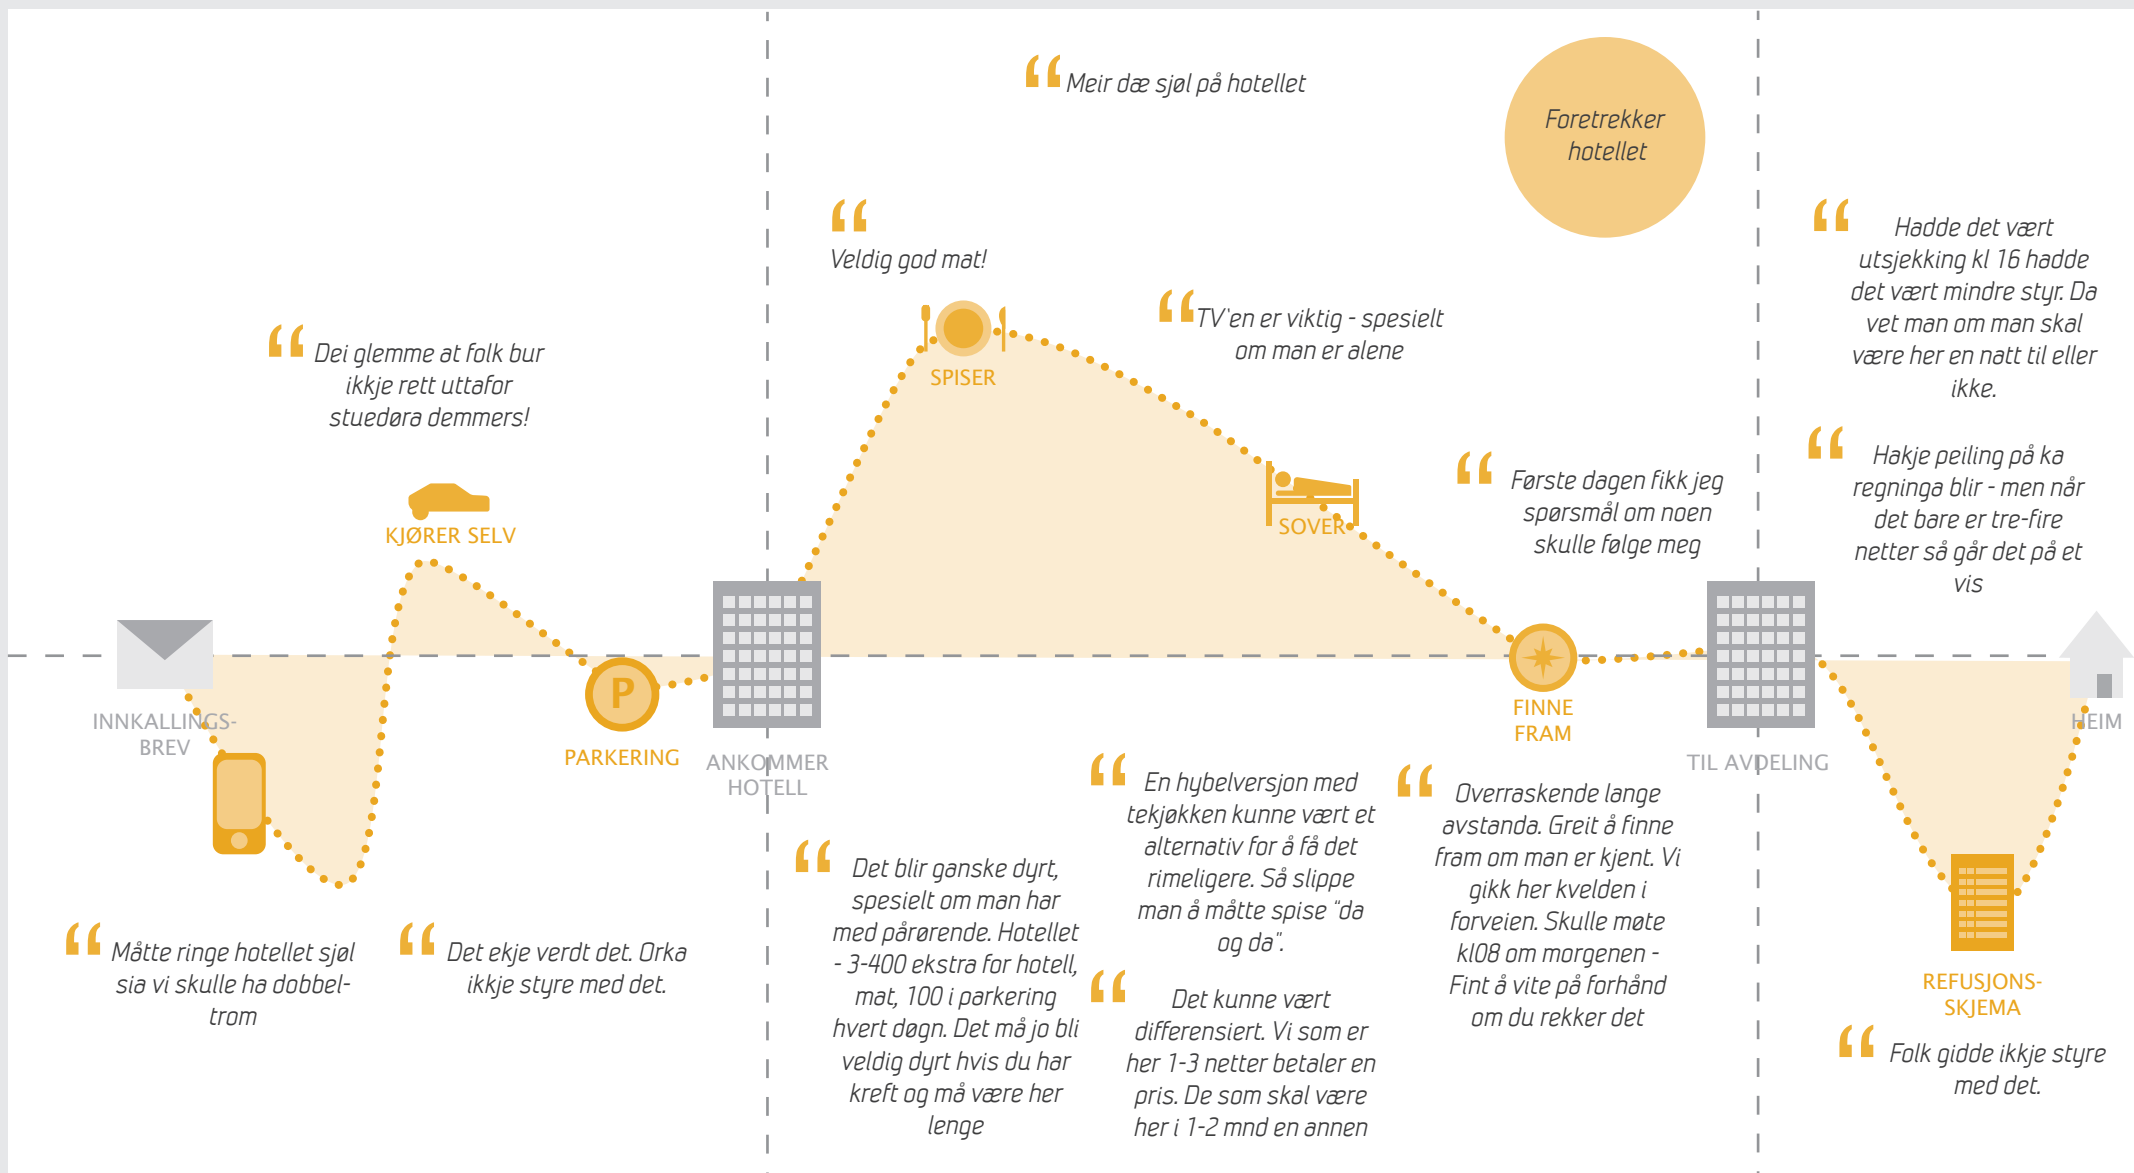 Meir dæ sjøl på hotellet
Foretrekker
hotellet
Veldig god mat!
TV'en er viktig - spesielt
om man er alene
Hadde det vært
utsjekking kl 16 hadde
det vært mindre styr. Da
vet man om man skal
være her en natt til eller
ikke.
Dei glemme at folk bur
ikkje rett uttafor
stuedøra demmers!
SPISER
KJØRER SELV
SOVER
Første dagen fikk jeg
spørsmål om noen
skulle følge meg
Hakje peiling på ka
regninga blir - men når
det bare er tre-fire
netter så går det på et
vis
INNKALLINGS-
BREV
P
PARKERING
ANKOMMER
HOTELL
FINNE
FRAM
TIL AVDELING
HEIM
Måtte ringe hotellet sjøl
sia vi skulle ha dobbel-
trom
Det ekje verdt det. Orka
ikkje styre med det.
Det blir ganske dyrt,
spesielt om man har
med pårørende. Hotellet
- 3-400 ekstra for hotell,
mat, 100 i parkering
hvert døgn. Det må jo bli
veldig dyrt hvis du har
kreft og må være her
lenge
En hybelversjon med
tekjøkken kunne vært et
alternativ for å få det
rimeligere. Så slippe
man å måtte spise "da
og da".
Det kunne vært
differensiert. Vi som er
her 1-3 netter betaler en
pris. De som skal være
her i 1-2 mnd en annen
Overraskende lange
avstanda. Greit å finne
fram om man er kjent. Vi
gikk her kvelden i
forveien. Skulle møte
kl08 om morgenen -
Fint å vite på forhånd
om du rekker det
REFUSJONS-
SKJEMA
Folk gidde ikkje styre
med det.